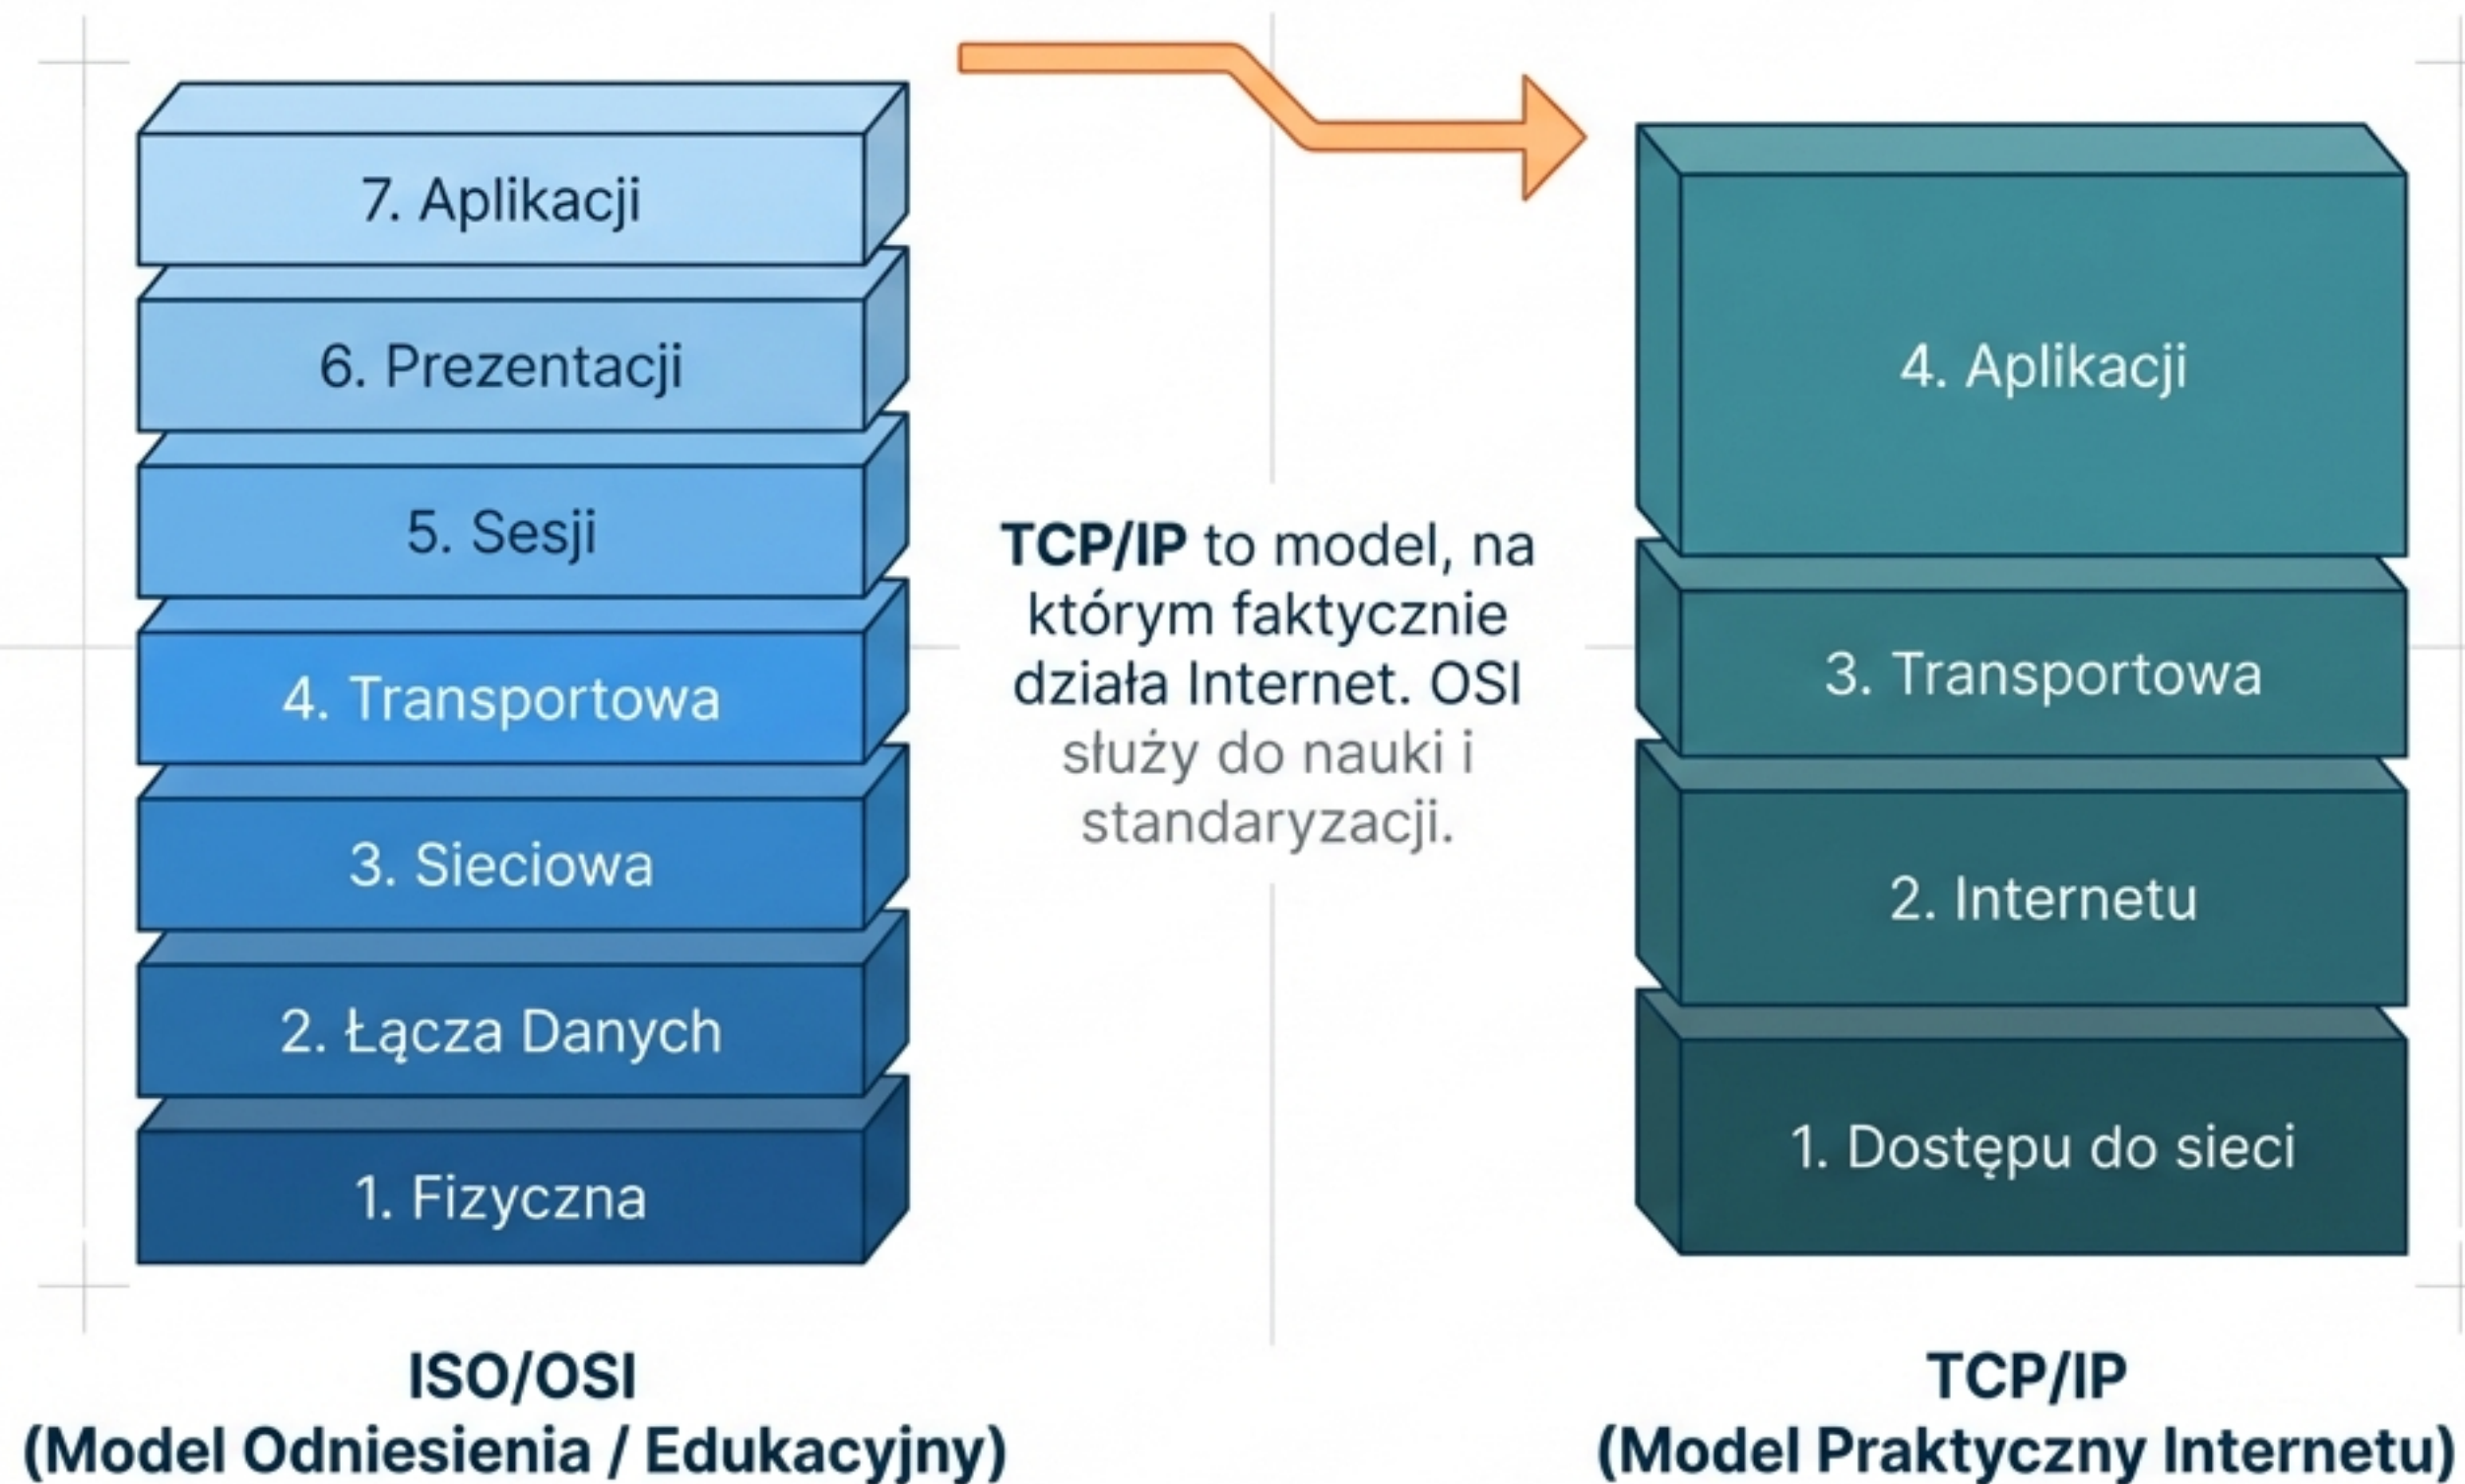 7. Aplikacji
6. Prezentacji
5. Sesji
4. Transportowa
3. Sieciowa
2. Łącza Danych
1. Fizyczna
ISO/OSI
(Model Odniesienia / Edukacyjny)
TCP/IP to model, na
którym faktycznie
działa Internet. OSI
służy do nauki i
standaryzacji.
4. Aplikacji
3. Transportowa
2. Internetu
1. Dostępu do sieci
TCP/IP
(Model Praktyczny Internetu)